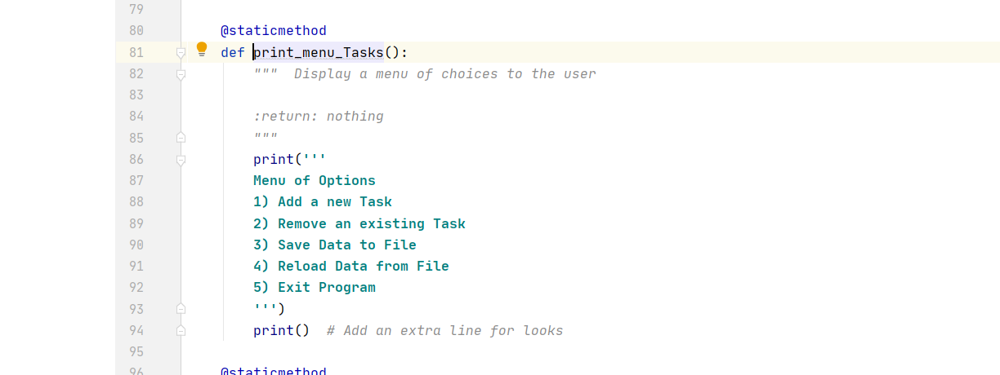 79
80 @staticmethod
81 def print_menu_Tasks():
82 """  Display a menu of choices to the user
83
84 :return: nothing
85 """
86 print('''
87 Menu of Options
88 1) Add a new Task
89 2) Remove an existing Task
90 3) Save Data to File
91 4) Reload Data from File
92 5) Exit Program
93 ''')
94 print()  # Add an extra line for looks
95
96 @staticmethod